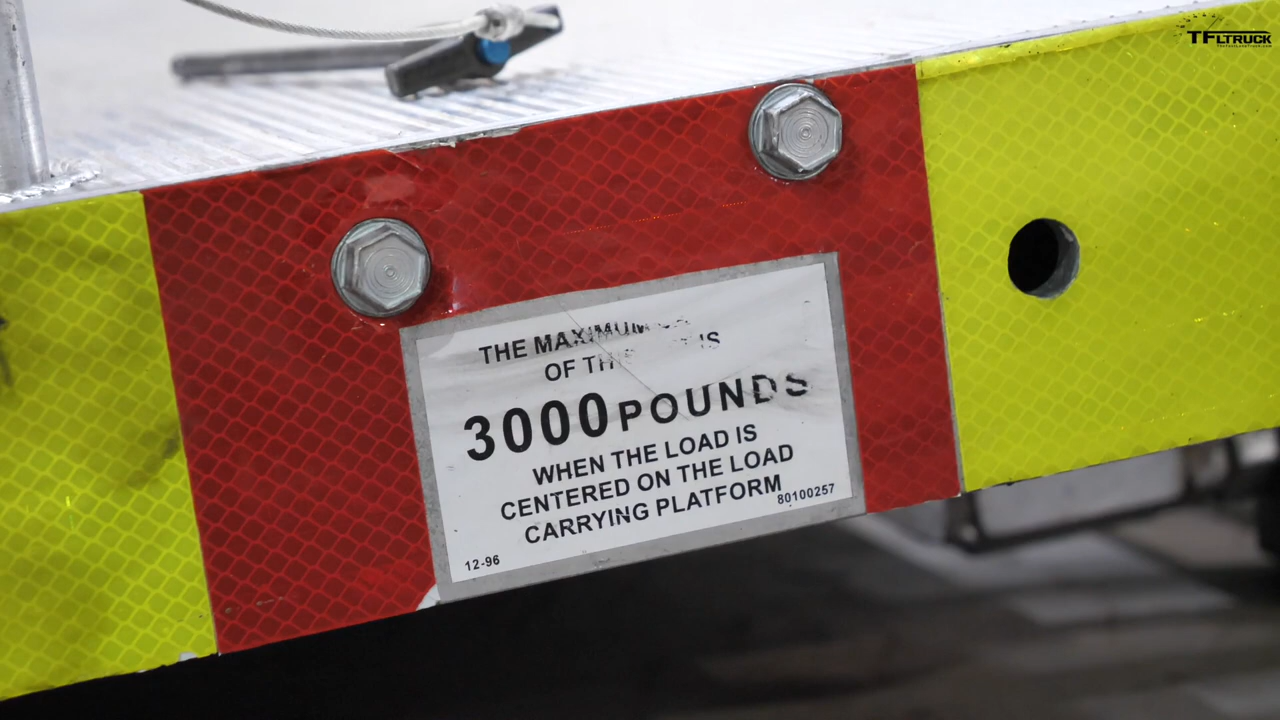 TFLTRUCK
THE MAXIMUM
OF IS
3000 POUNDS
WHEN THE LOAD IS
CENTERED ON THE LOAD
CARRYING PLATFORM
80100257
12-96